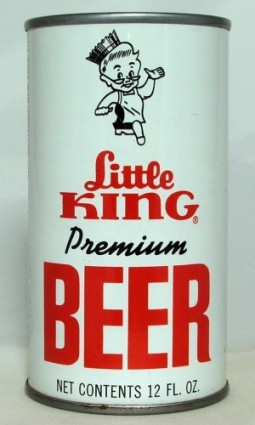 Little
King®
Premium
BEER
NET CONTENTS 12 FL. OZ.